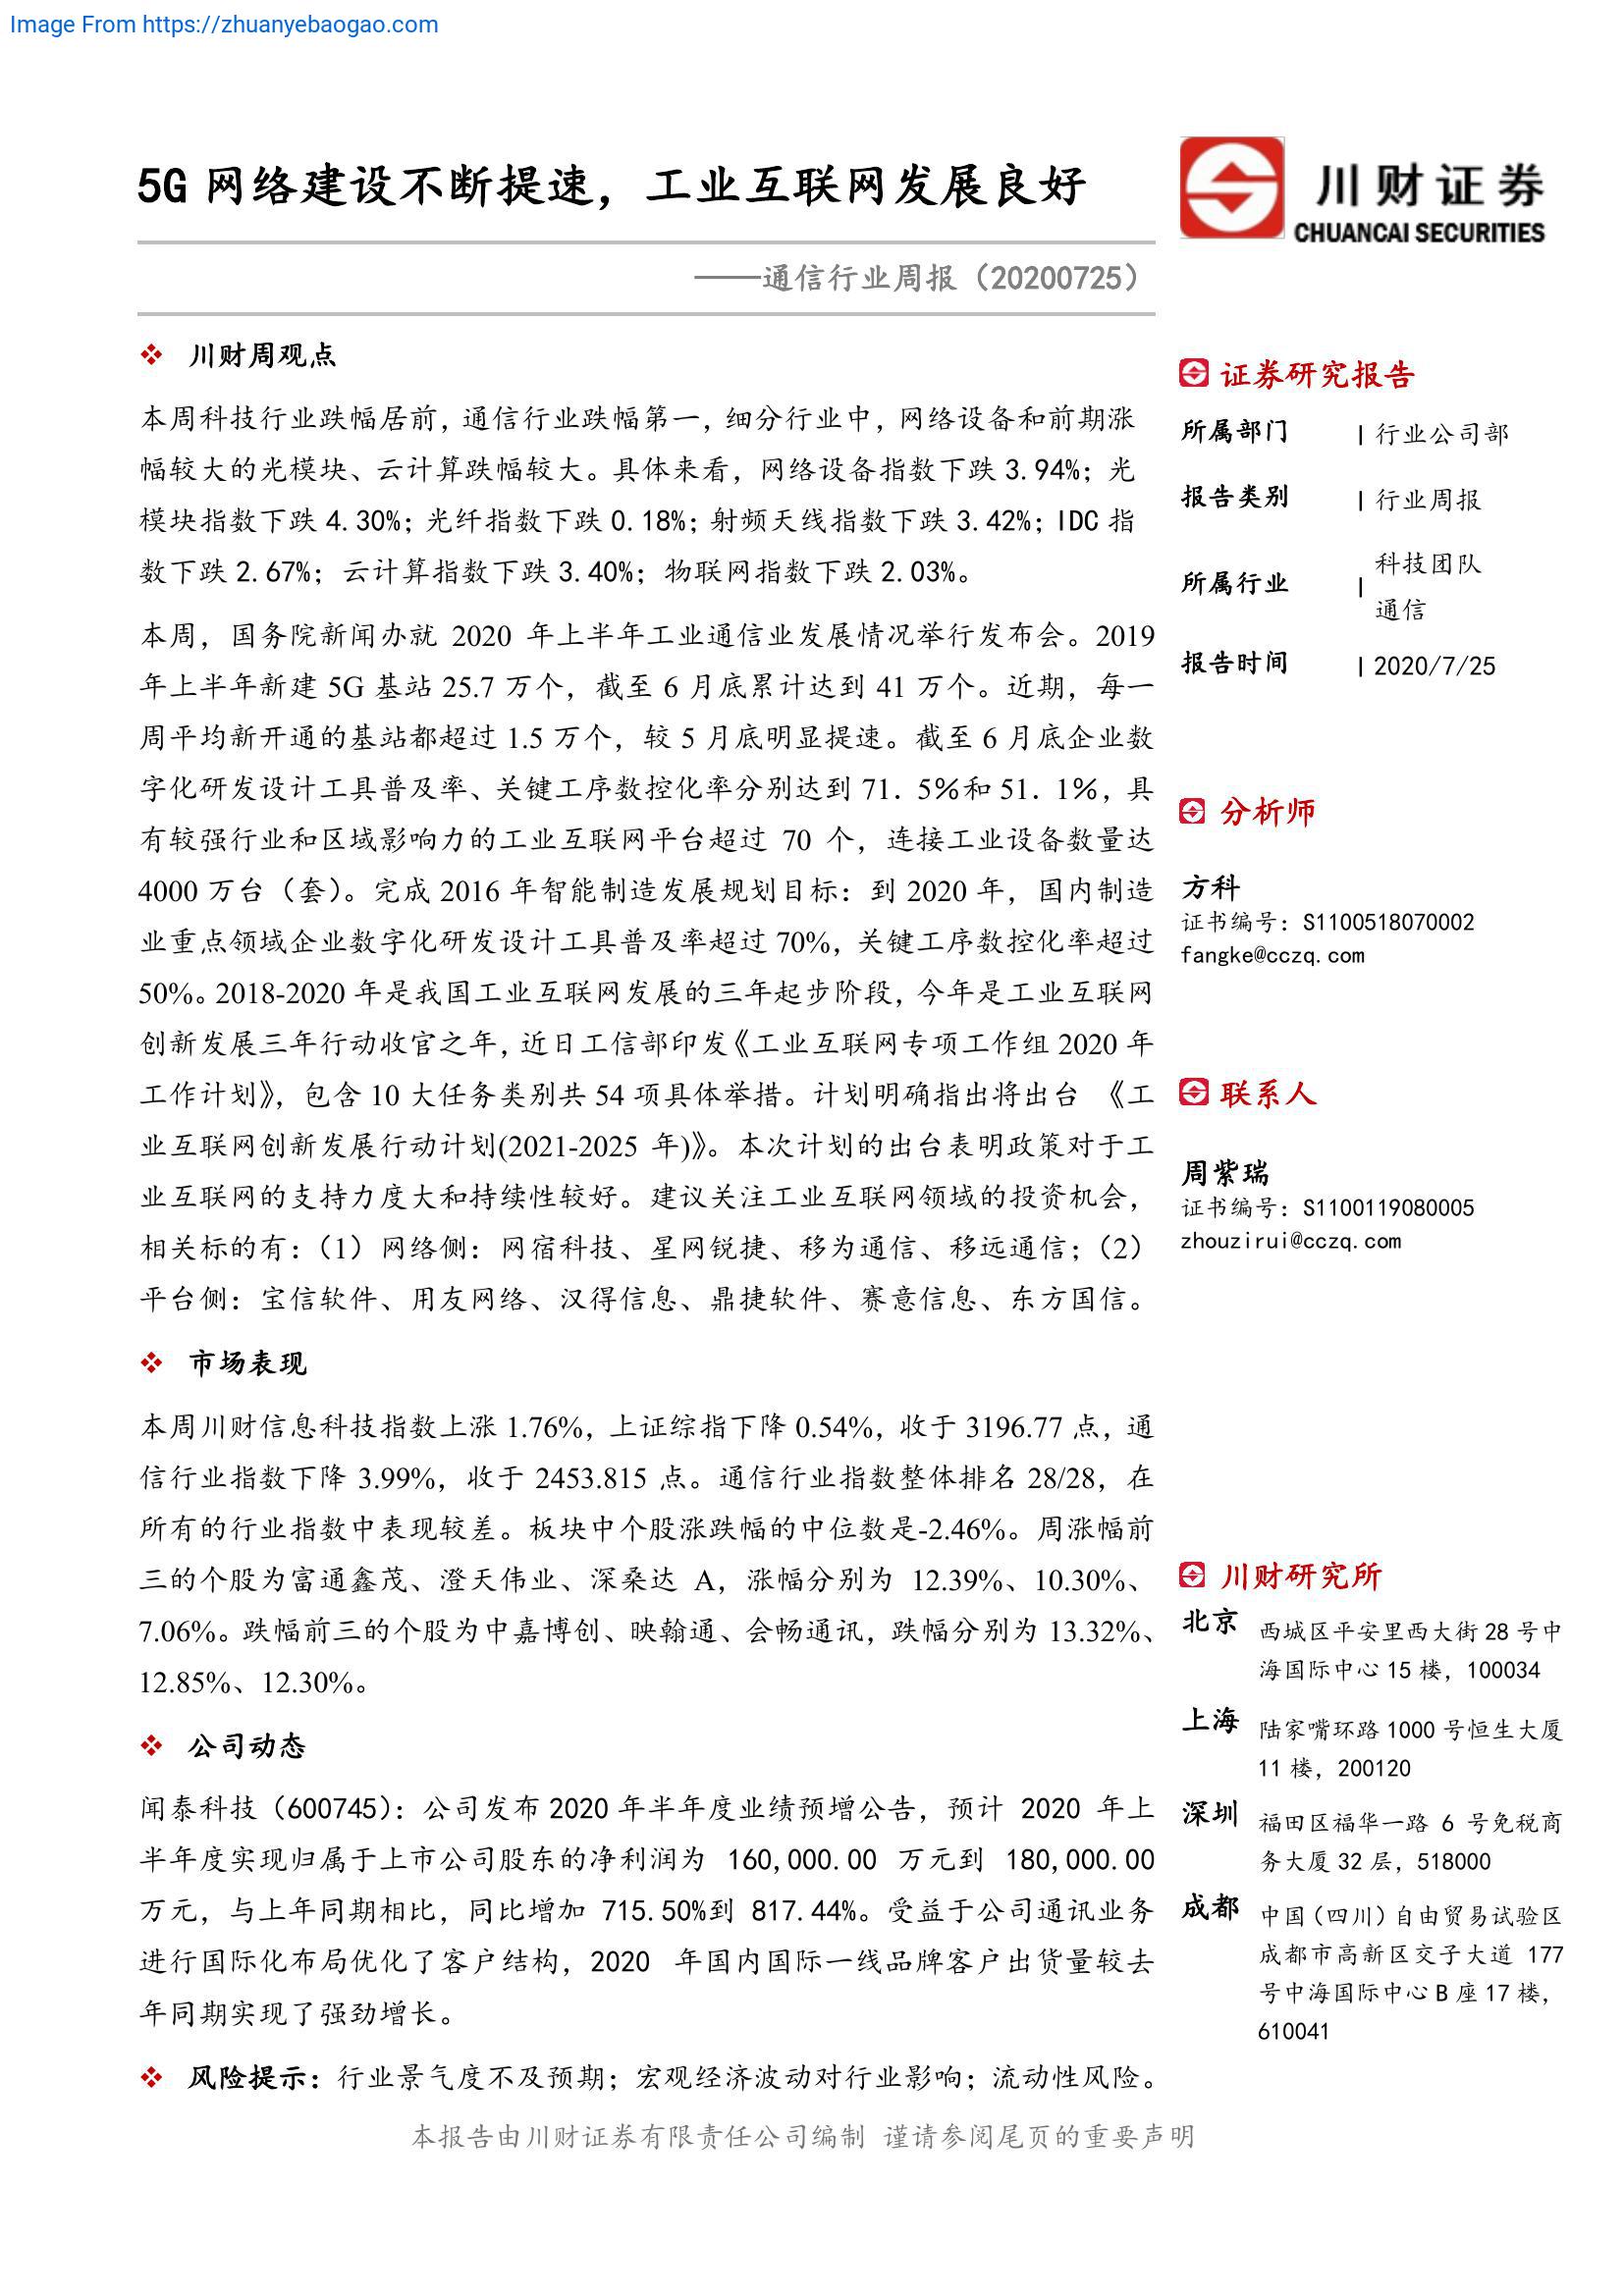 Image From https://zhuanyebaogao.com
5G 网络建设不断提速，工业互联网发展良好
川财证券
CHUANCAI SECURITIES
——通信行业周报（20200725）
❖ 川财周观点
本周科技行业跌幅居前，通信行业跌幅第一，细分行业中，网络设备和前期涨
幅较大的光模块、云计算跌幅较大。具体来看，网络设备指数下跌 3.94%；光
模块指数下跌 4.30%；光纤指数下跌 0.18%；射频天线指数下跌 3.42%；IDC 指
数下跌 2.67%；云计算指数下跌 3.40%；物联网指数下跌 2.03%。
本周，国务院新闻办就 2020 年上半年工业通信业发展情况举行发布会。2019
年上半年新建 5G 基站 25.7 万个，截至 6 月底累计达到 41 万个。近期，每一
周平均新开通的基站都超过 1.5 万个，较 5 月底明显提速。截至 6 月底企业数
字化研发设计工具普及率、关键工序数控化率分别达到 71．5%和 51．1%，具
有较强行业和区域影响力的工业互联网平台超过 70 个，连接工业设备数量达
4000 万台（套）。完成 2016 年智能制造发展规划目标：到 2020 年，国内制造
业重点领域企业数字化研发设计工具普及率超过 70%，关键工序数控化率超过
50%。2018-2020 年是我国工业互联网发展的三年起步阶段，今年是工业互联网
创新发展三年行动收官之年，近日工信部印发《工业互联网专项工作组 2020 年
工作计划》，包含 10 大任务类别共 54 项具体举措。计划明确指出将出台 《工
业互联网创新发展行动计划(2021-2025 年)》。本次计划的出台表明政策对于工
业互联网的支持力度大和持续性较好。建议关注工业互联网领域的投资机会，
相关标的有：（1）网络侧：网宿科技、星网锐捷、移为通信、移远通信；（2）
平台侧：宝信软件、用友网络、汉得信息、鼎捷软件、赛意信息、东方国信。
❖ 市场表现
本周川财信息科技指数上涨 1.76%，上证综指下降 0.54%，收于 3196.77 点，通
信行业指数下降 3.99%，收于 2453.815 点。通信行业指数整体排名 28/28，在
所有的行业指数中表现较差。板块中个股涨跌幅的中位数是-2.46%。周涨幅前
三的个股为富通鑫茂、澄天伟业、深桑达 A，涨幅分别为 12.39%、10.30%、
7.06%。跌幅前三的个股为中嘉博创、映翰通、会畅通讯，跌幅分别为 13.32%、
12.85%、12.30%。
❖ 公司动态
闻泰科技（600745）：公司发布 2020 年半年度业绩预增公告，预计 2020 年上
半年度实现归属于上市公司股东的净利润为 160,000.00 万元到 180,000.00
万元，与上年同期相比，同比增加 715.50%到 817.44%。受益于公司通讯业务
进行国际化布局优化了客户结构，2020 年国内国际一线品牌客户出货量较去
年同期实现了强劲增长。
❖ 风险提示：行业景气度不及预期；宏观经济波动对行业影响；流动性风险。
证券研究报告
所属部门 | 行业公司部
报告类别 | 行业周报
所属行业 | 科技团队
通信
报告时间 | 2020/7/25
分析师
方科
证书编号：S1100518070002
fangke@cczq.com
联系人
周紫瑞
证书编号：S1100119080005
zhouzirui@cczq.com
川财研究所
北京 西城区平安里西大街 28 号中
海国际中心 15 楼，100034
上海 陆家嘴环路 1000 号恒生大厦
11 楼，200120
深圳 福田区福华一路 6 号免税商
务大厦 32 层，518000
成都 中国（四川）自由贸易试验区
成都市高新区交子大道 177
号中海国际中心 B 座 17 楼，
610041
本报告由川财证券有限责任公司编制 谨请参阅尾页的重要声明